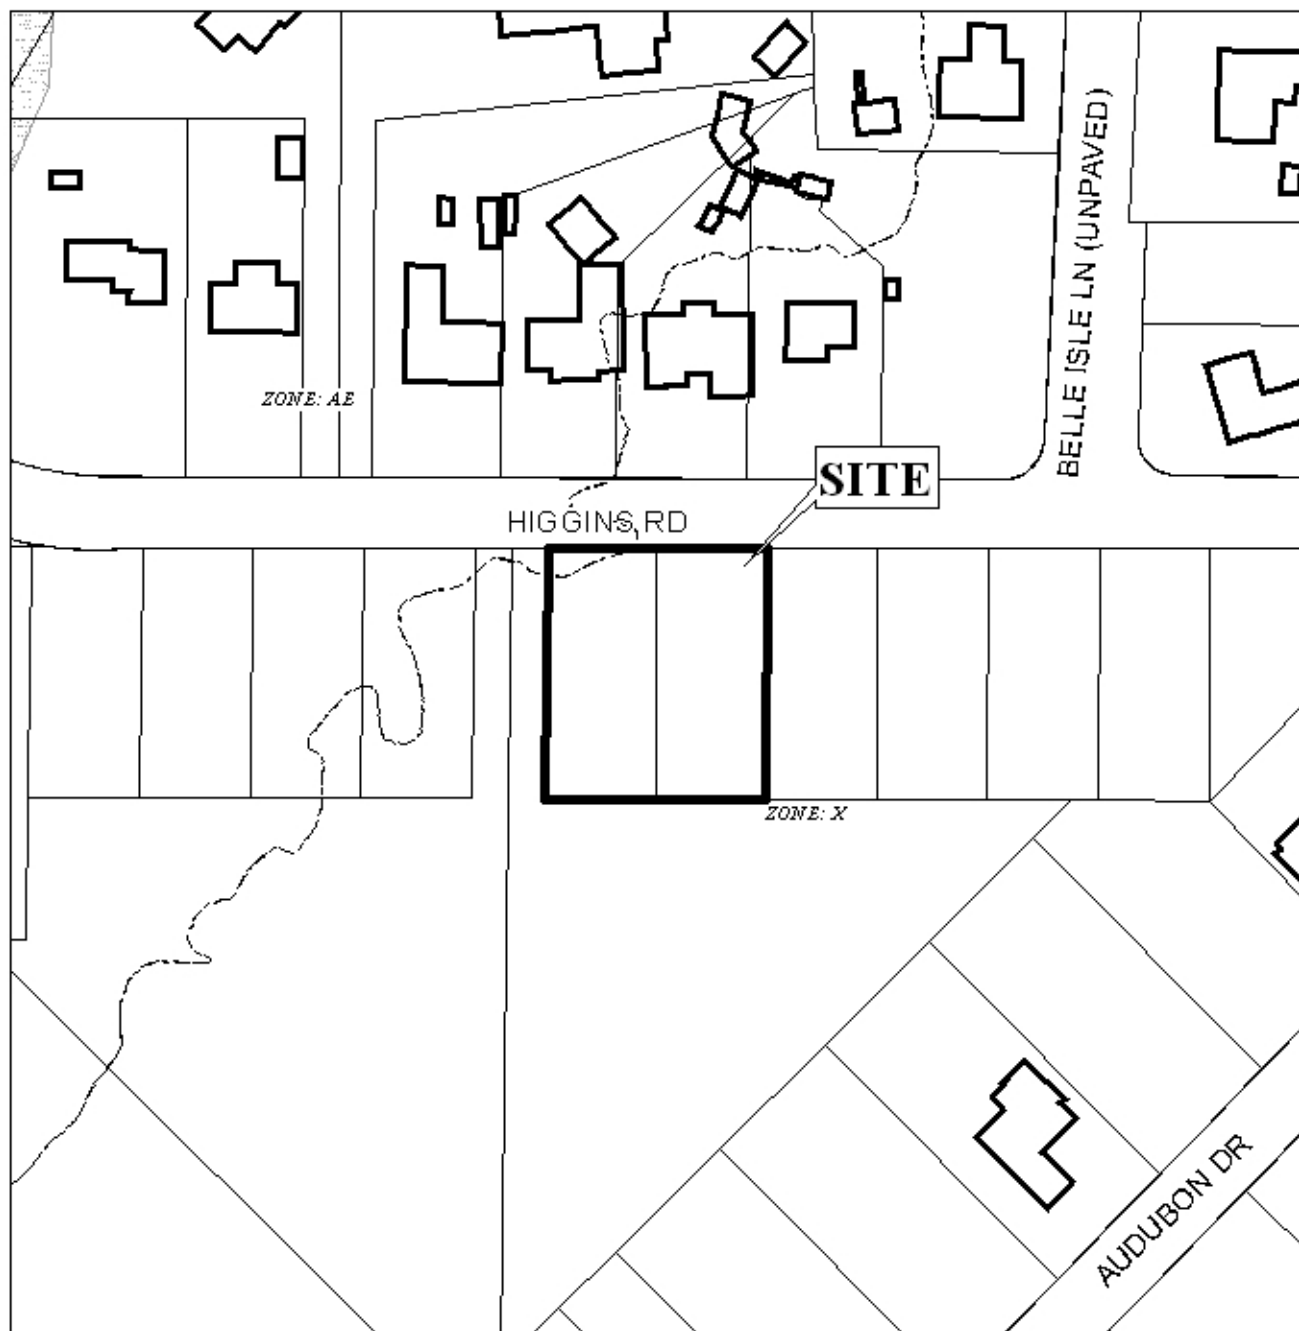 BELLE ISLE LN (UNPAVED)
ZONE: AE
SITE
HIGGINS RD
ZONE: X
AUDUBON DR